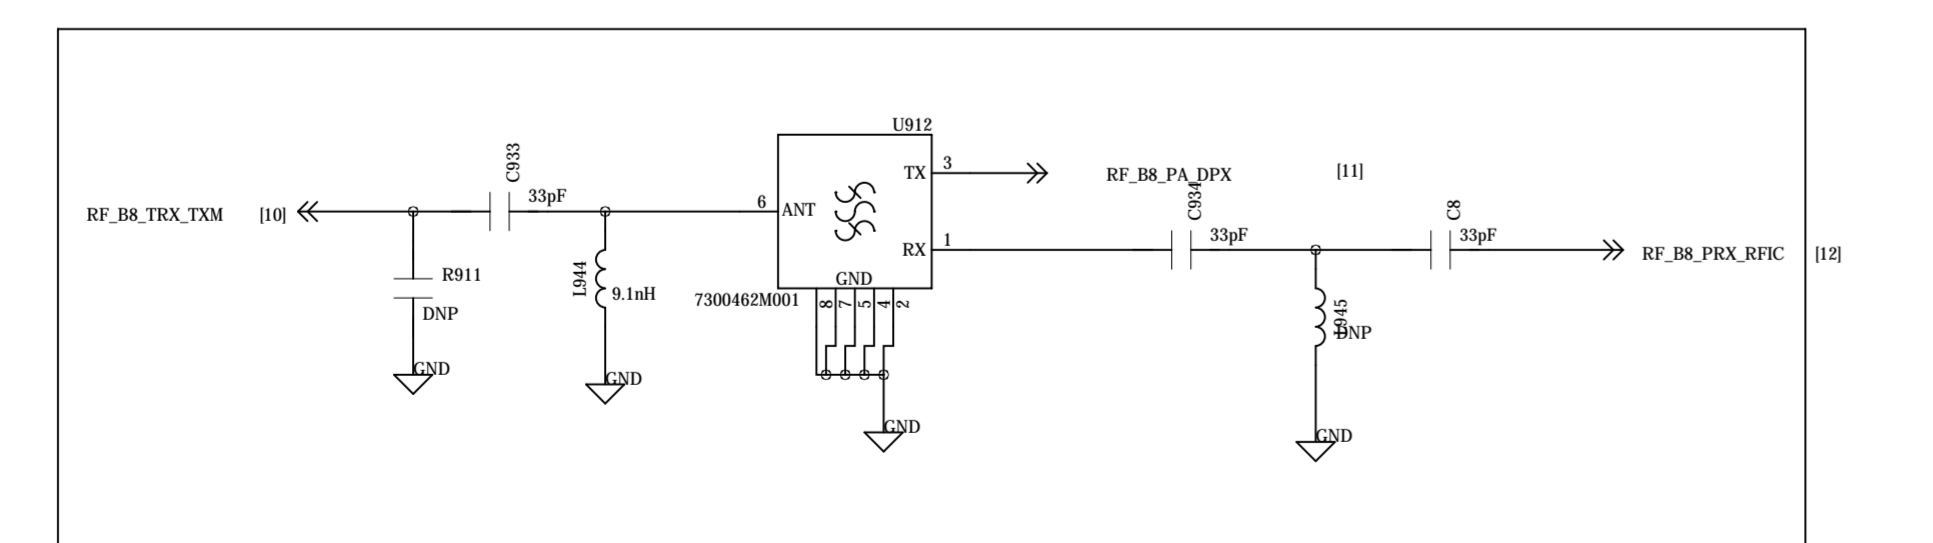 U912
C933
33pF
RF_B8_TRX_TXM [10]
6 ANT
TX 3
RF_B8_PA_DPX [11]
RX 1
C934
33pF
C8
33pF
RF_B8_PRX_RFIC [12]
R911
DNP
GND
L944
9.1nH
GND
GND
7300462M001
8 7 5 4 2
GND
L945
DNP
GND